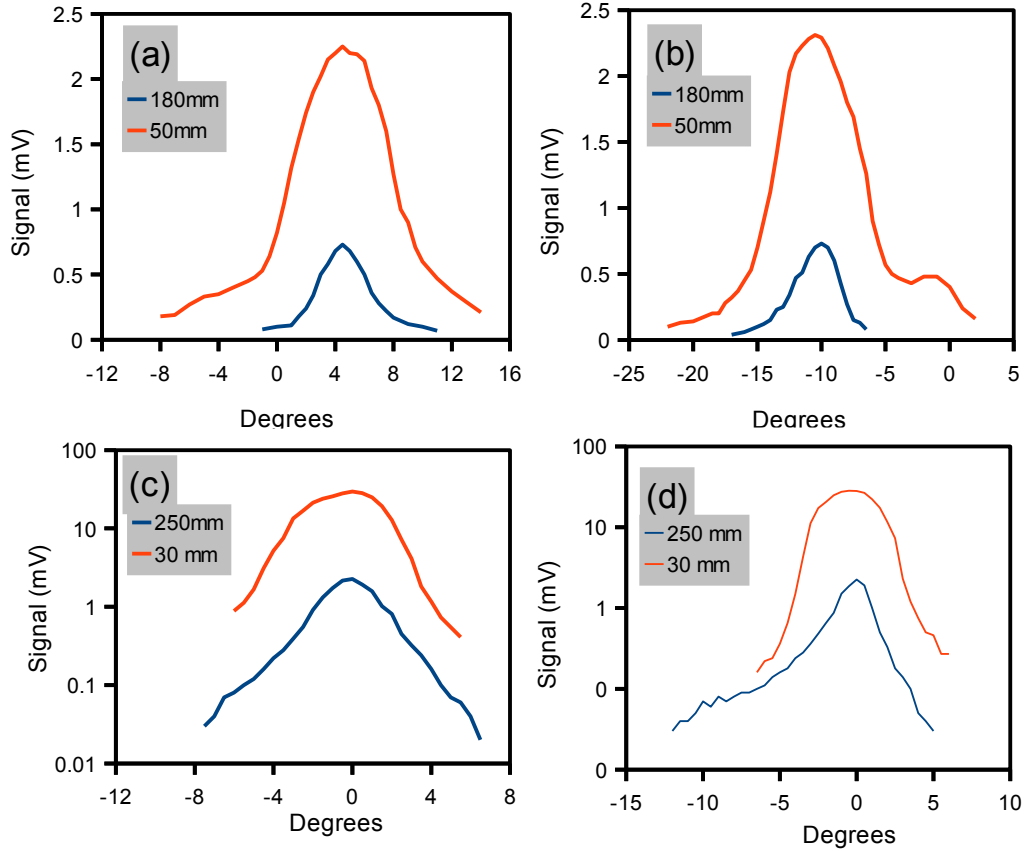 2.5
2
1.5
1
0.5
0
Signal (mV)
(a)
180mm
50mm
-12 -8 -4 0 4 8 12 16
Degrees
2.5
2
1.5
1
0.5
0
Signal (mV)
(b)
180mm
50mm
-25 -20 -15 -10 -5 0 5
Degrees
100
10
1
0.1
0.01
Signal (mV)
(c)
250mm
30 mm
-12 -8 -4 0 4 8
Degrees
100
10
1
0
0
Signal (mV)
(d)
250 mm
30 mm
-15 -10 -5 0 5 10
Degrees